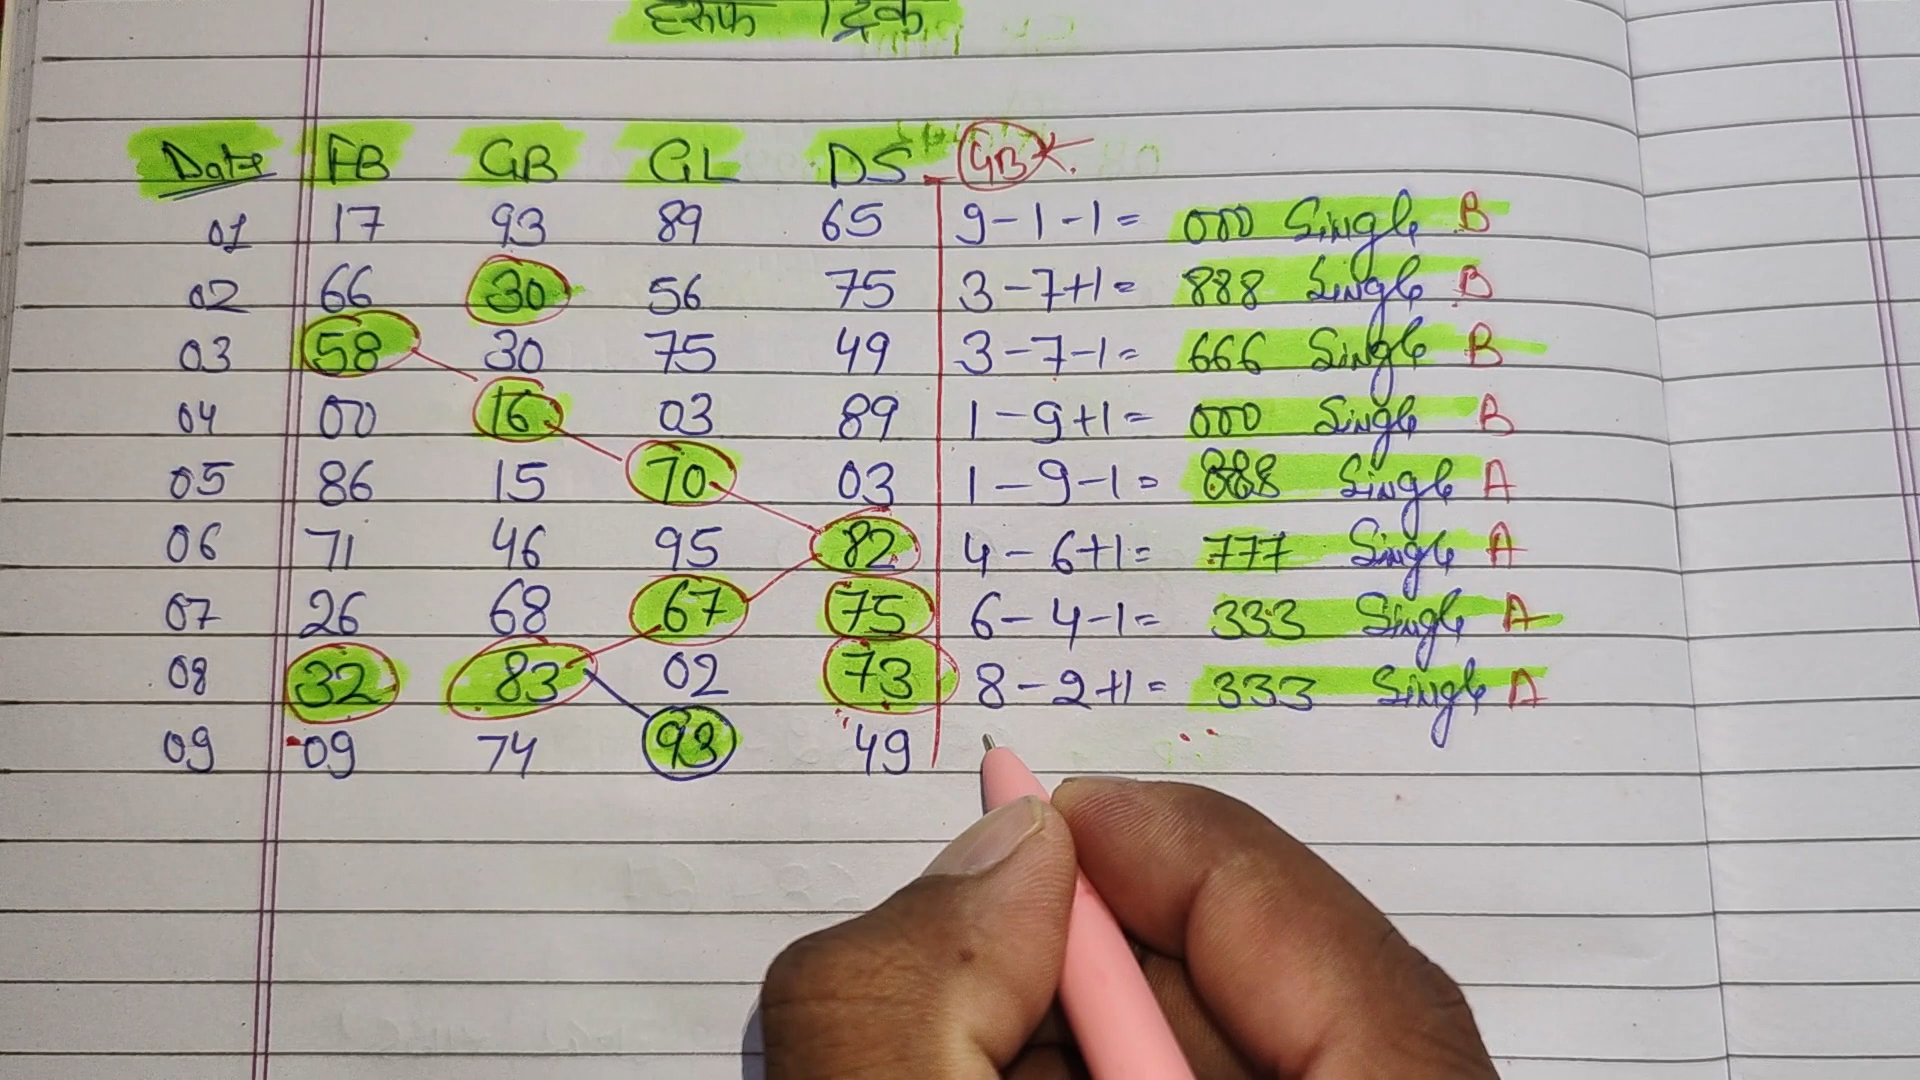 हरुफ ट्रिक
Date FB GB GL DS GB
01 17 93 89 65 9-1-1= 000 Single B
02 66 30 56 75 3-7+1= 888 Single B
03 58 30 75 49 3-7-1= 666 Single B
04 00 16 03 89 1-9+1= 000 Single B
05 86 15 70 03 1-9-1= 888 Single A
06 71 46 95 82 4-6+1= 777 Single A
07 26 68 67 75 6-4-1= 333 Single A
08 32 83 02 73 8-2+1= 333 Single A
09 09 74 93 49